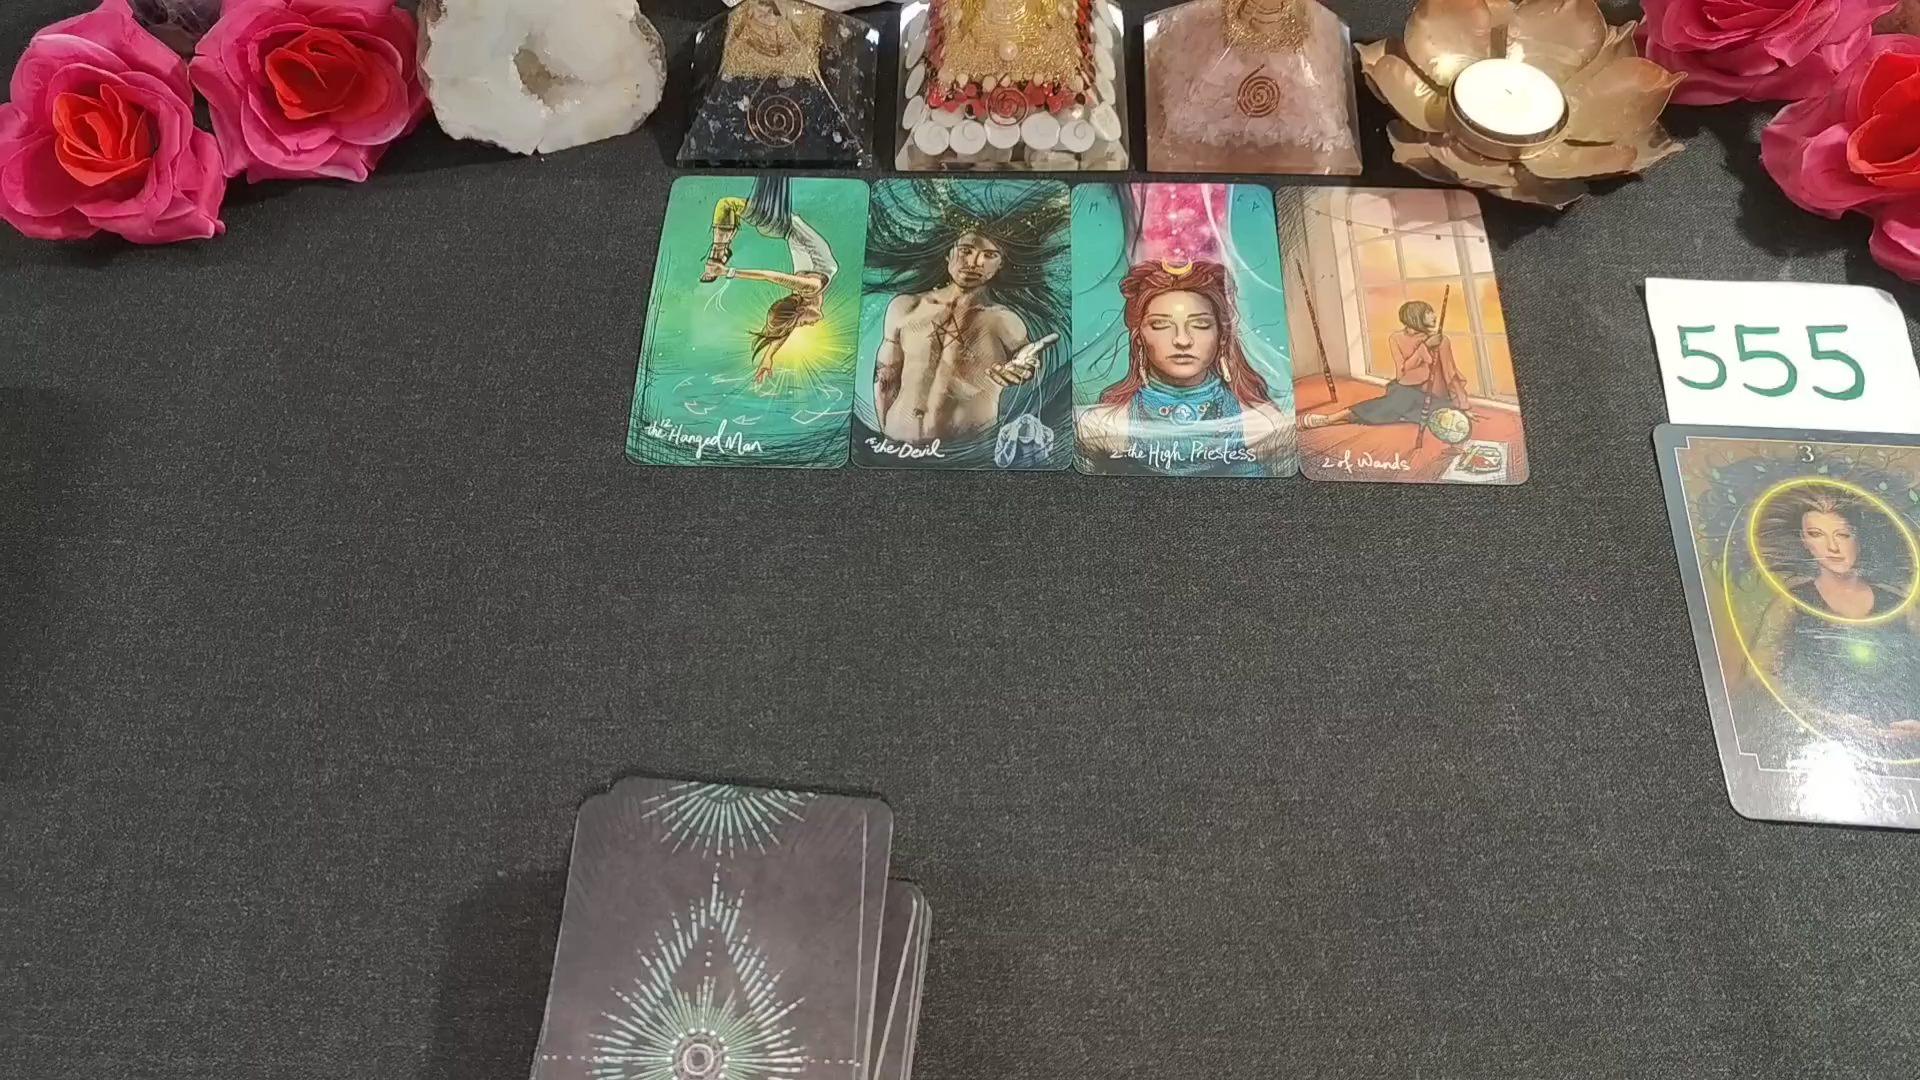 the 12 Hanged Man
15 the Devil
2 the High Priestess
2 of Wands
555
3